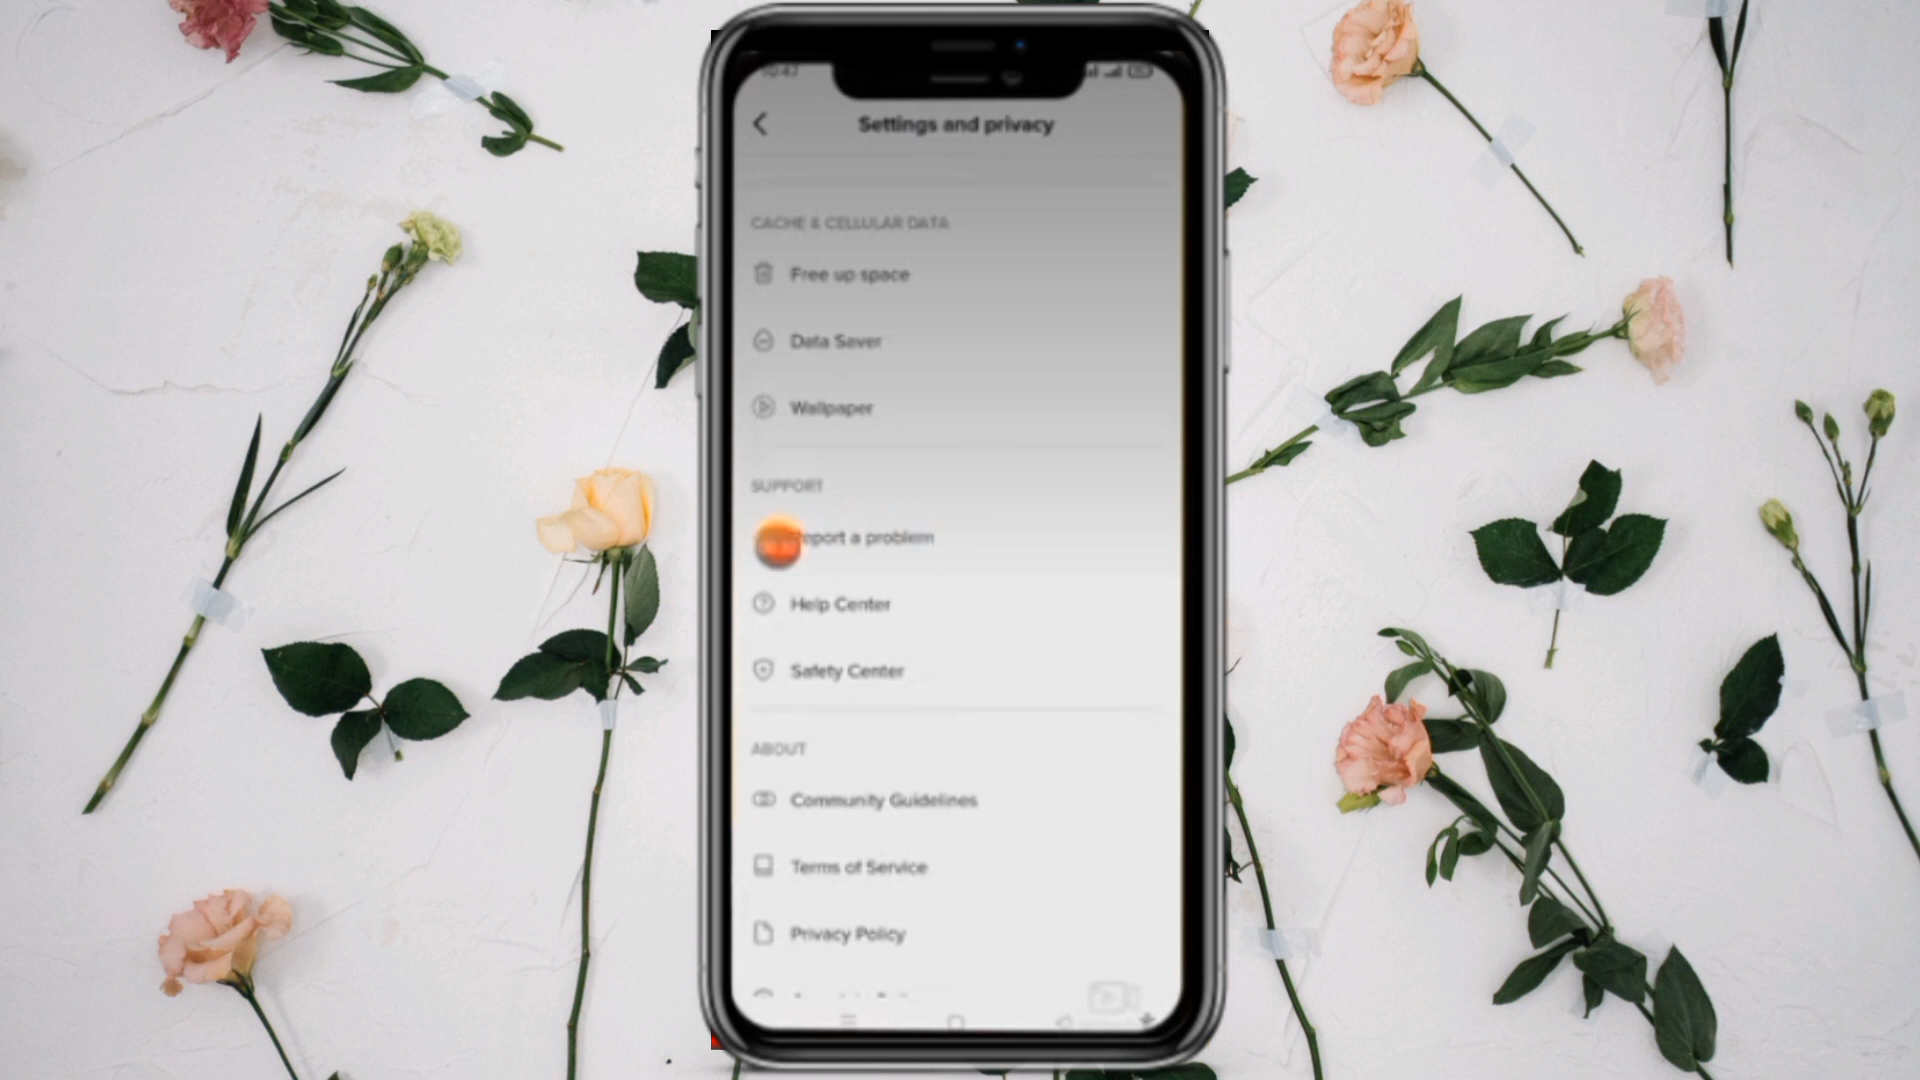 Settings and privacy
CACHE & CELLULAR DATA
Free up space
Data Saver
Wallpaper
SUPPORT
eport a problem
Help Center
Safety Center
ABOUT
Community Guidelines
Terms of Service
Privacy Policy